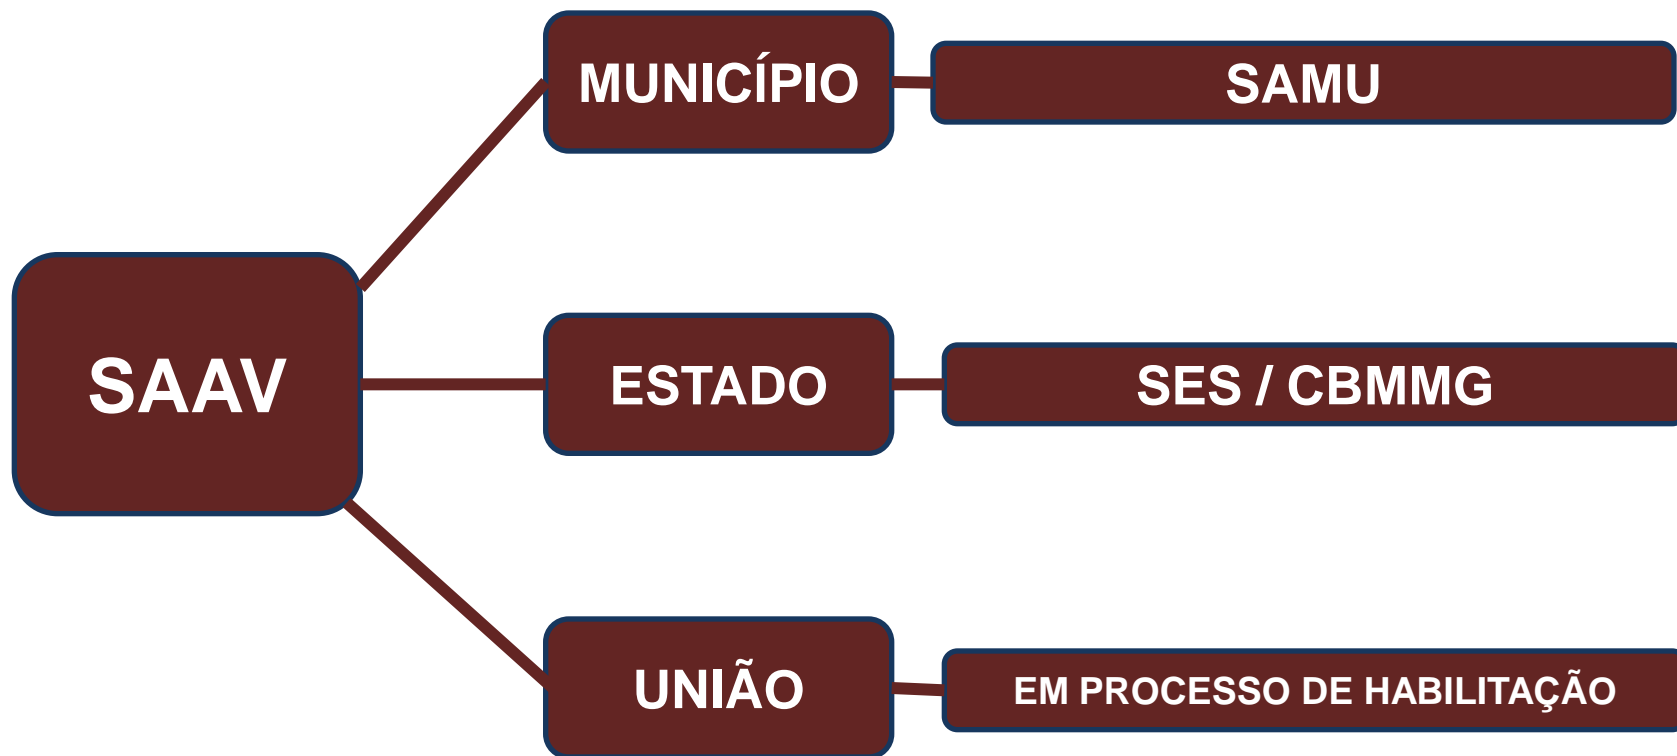 MUNICÍPIO
SAMU
SAAV
ESTADO
SES / CBMMG
UNIÃO
EM PROCESSO DE HABILITAÇÃO